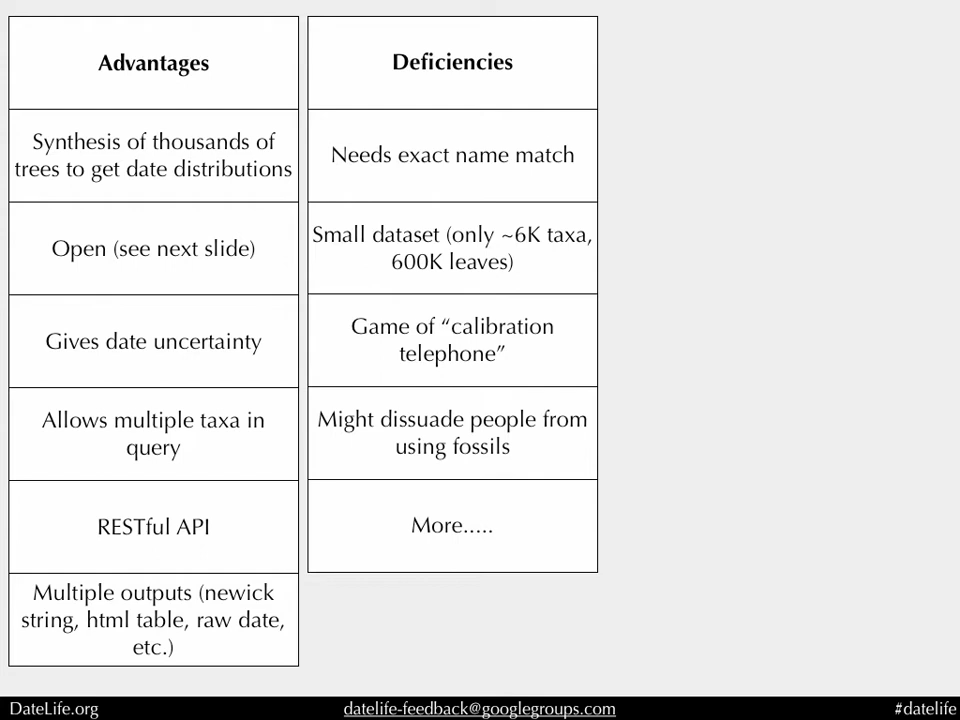 Advantages
Synthesis of thousands of
trees to get date distributions
Open (see next slide)
Gives date uncertainty
Allows multiple taxa in
query
RESTful API
Multiple outputs (newick
string, html table, raw date,
etc.)
Deficiencies
Needs exact name match
Small dataset (only ~6K taxa,
600K leaves)
Game of “calibration
telephone”
Might dissuade people from
using fossils
More.....
DateLife.org
datelife-feedback@googlegroups.com
#datelife